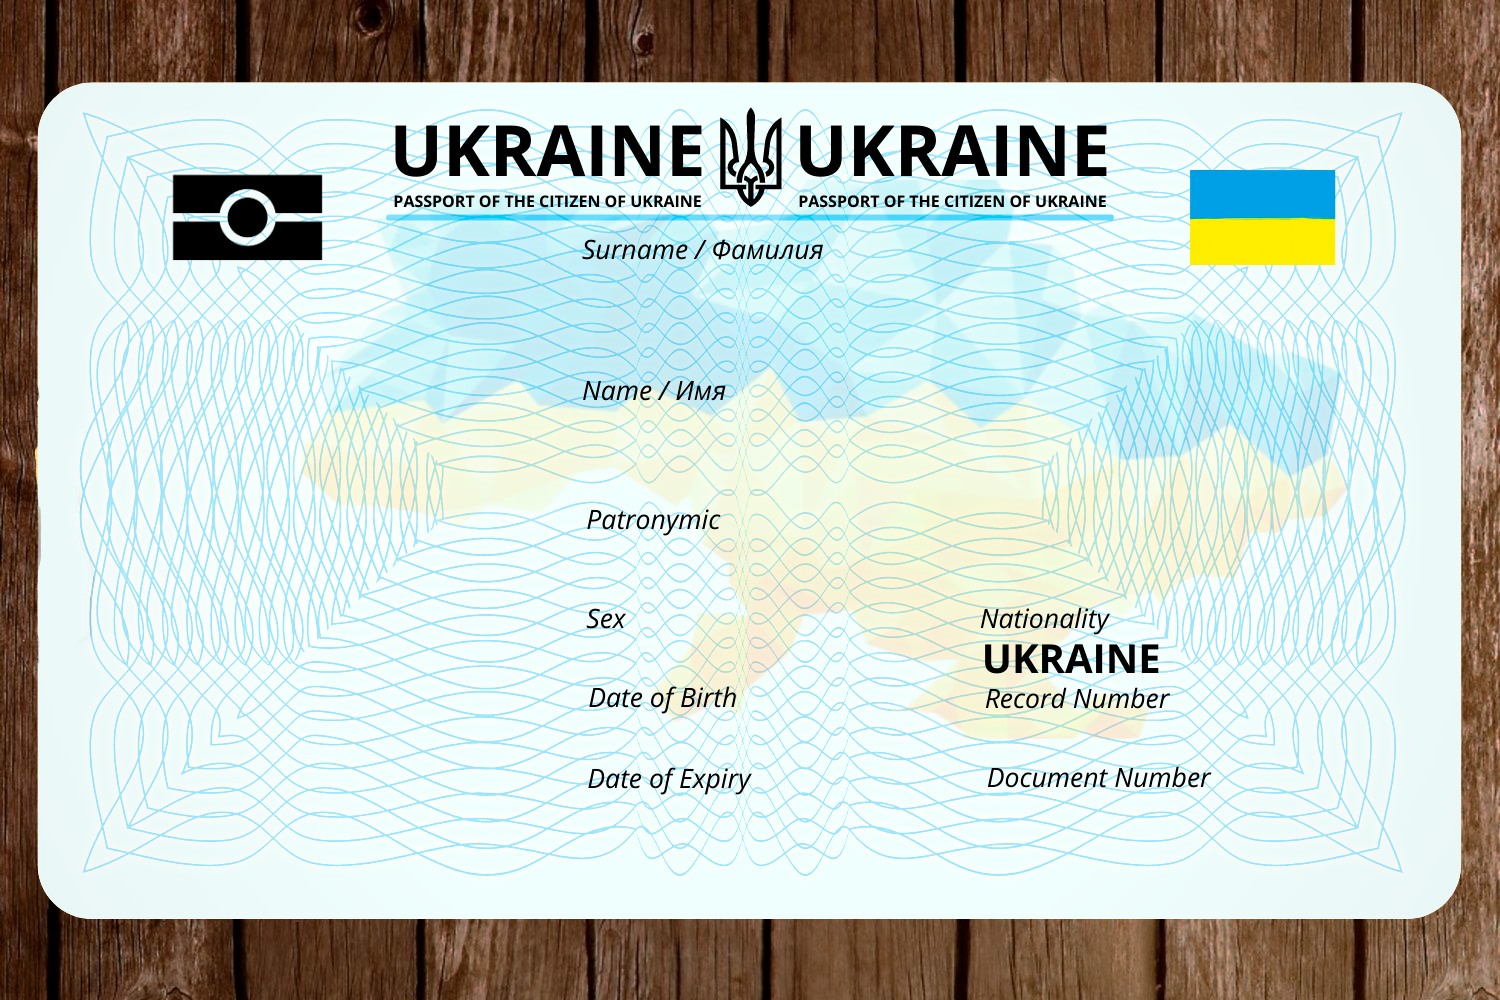 UKRAINE UKRAINE
PASSPORT OF THE CITIZEN OF UKRAINE PASSPORT OF THE CITIZEN OF UKRAINE
Surname / Фамилия
Name / Имя
Patronymic
Sex Nationality
UKRAINE
Date of Birth Record Number
Date of Expiry Document Number